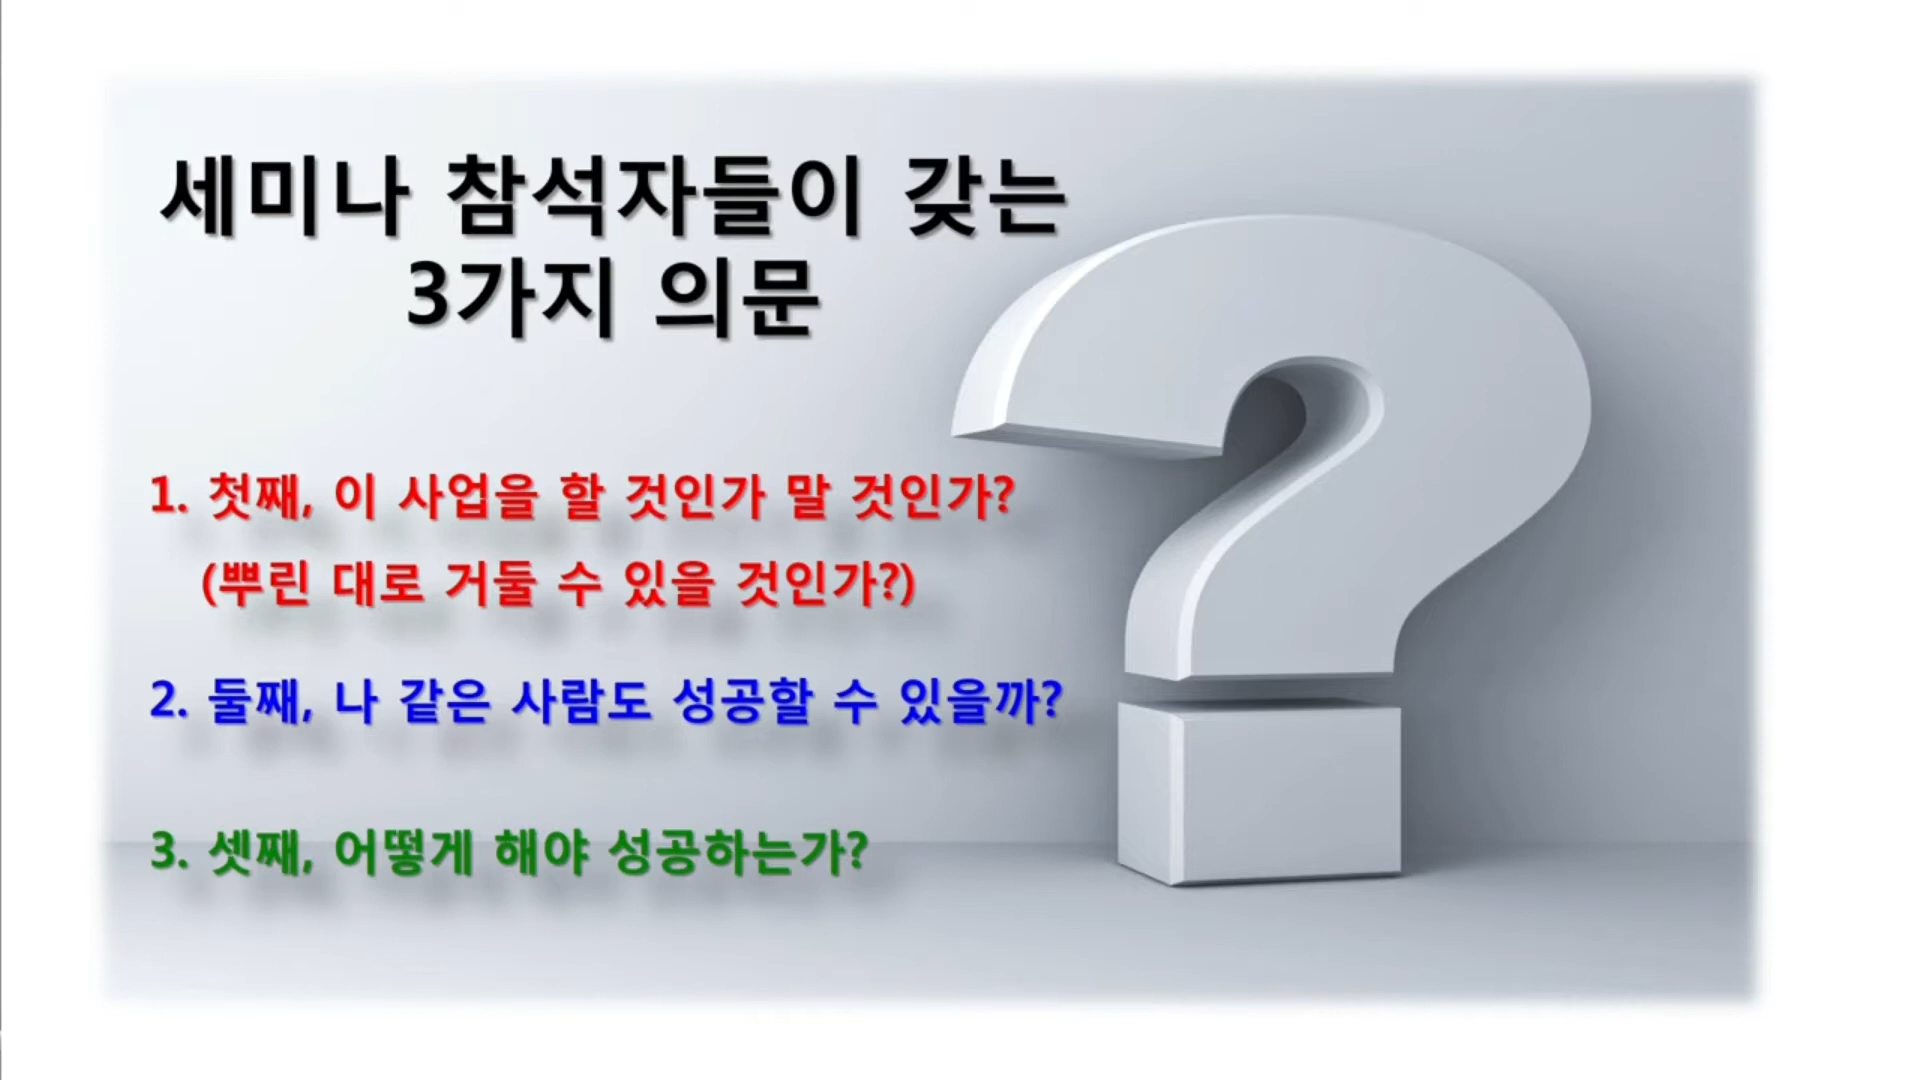 세미나 참석자들이 갖는
3가지 의문
1. 첫째, 이 사업을 할 것인가 말 것인가?
(뿌린 대로 거둘 수 있을 것인가?)
2. 둘째, 나 같은 사람도 성공할 수 있을까?
3. 셋째, 어떻게 해야 성공하는가?